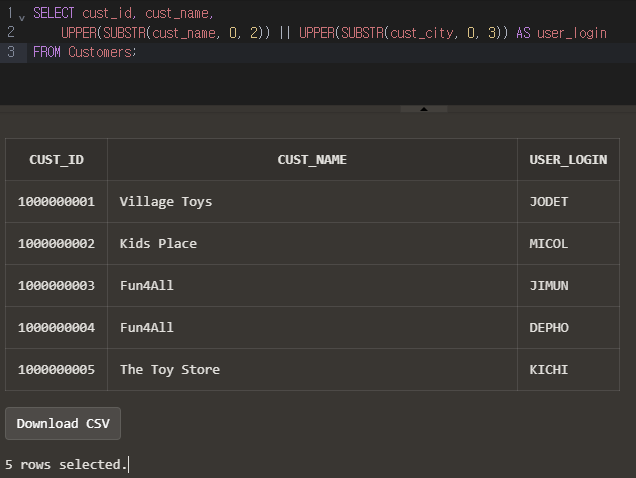 1 SELECT cust_id, cust_name,
2 UPPER(SUBSTR(cust_name, 0, 2)) || UPPER(SUBSTR(cust_city, 0, 3)) AS user_login
3 FROM Customers;
CUST_ID CUST_NAME USER_LOGIN
1000000001 Village Toys JODET
1000000002 Kids Place MICOL
1000000003 Fun4All JIMUN
1000000004 Fun4All DEPHO
1000000005 The Toy Store KICHI
Download CSV
5 rows selected.